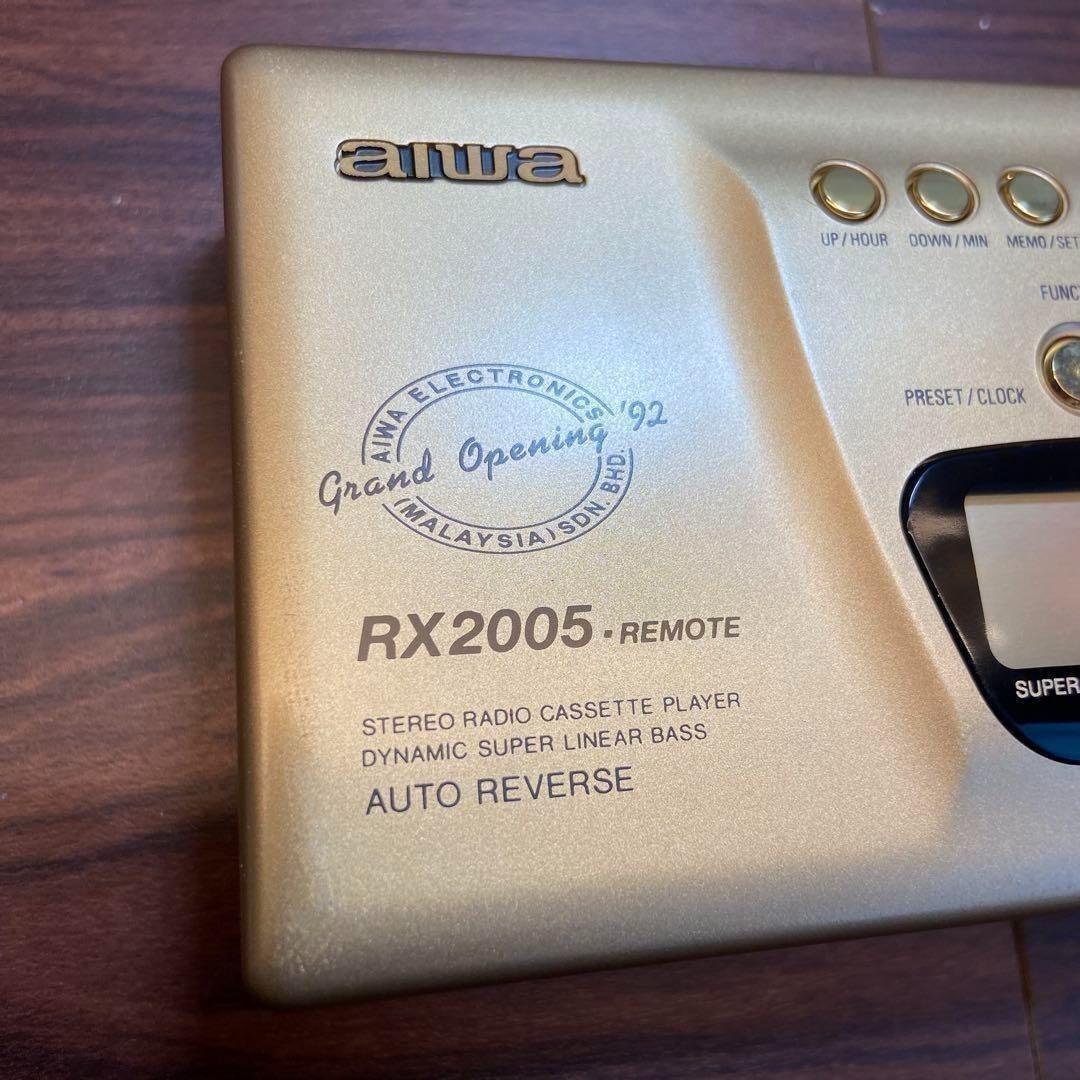 aiwa
UP/HOUR DOWN/MIN MEMO/SET
PRESET/CLOCK
AIWA ELECTRONICS
Grand Opening '92
(MALAYSIA) SDN. BHD.
SUPER
RX2005 ▪ REMOTE
STEREO RADIO CASSETTE PLAYER
DYNAMIC SUPER LINEAR BASS
AUTO REVERSE